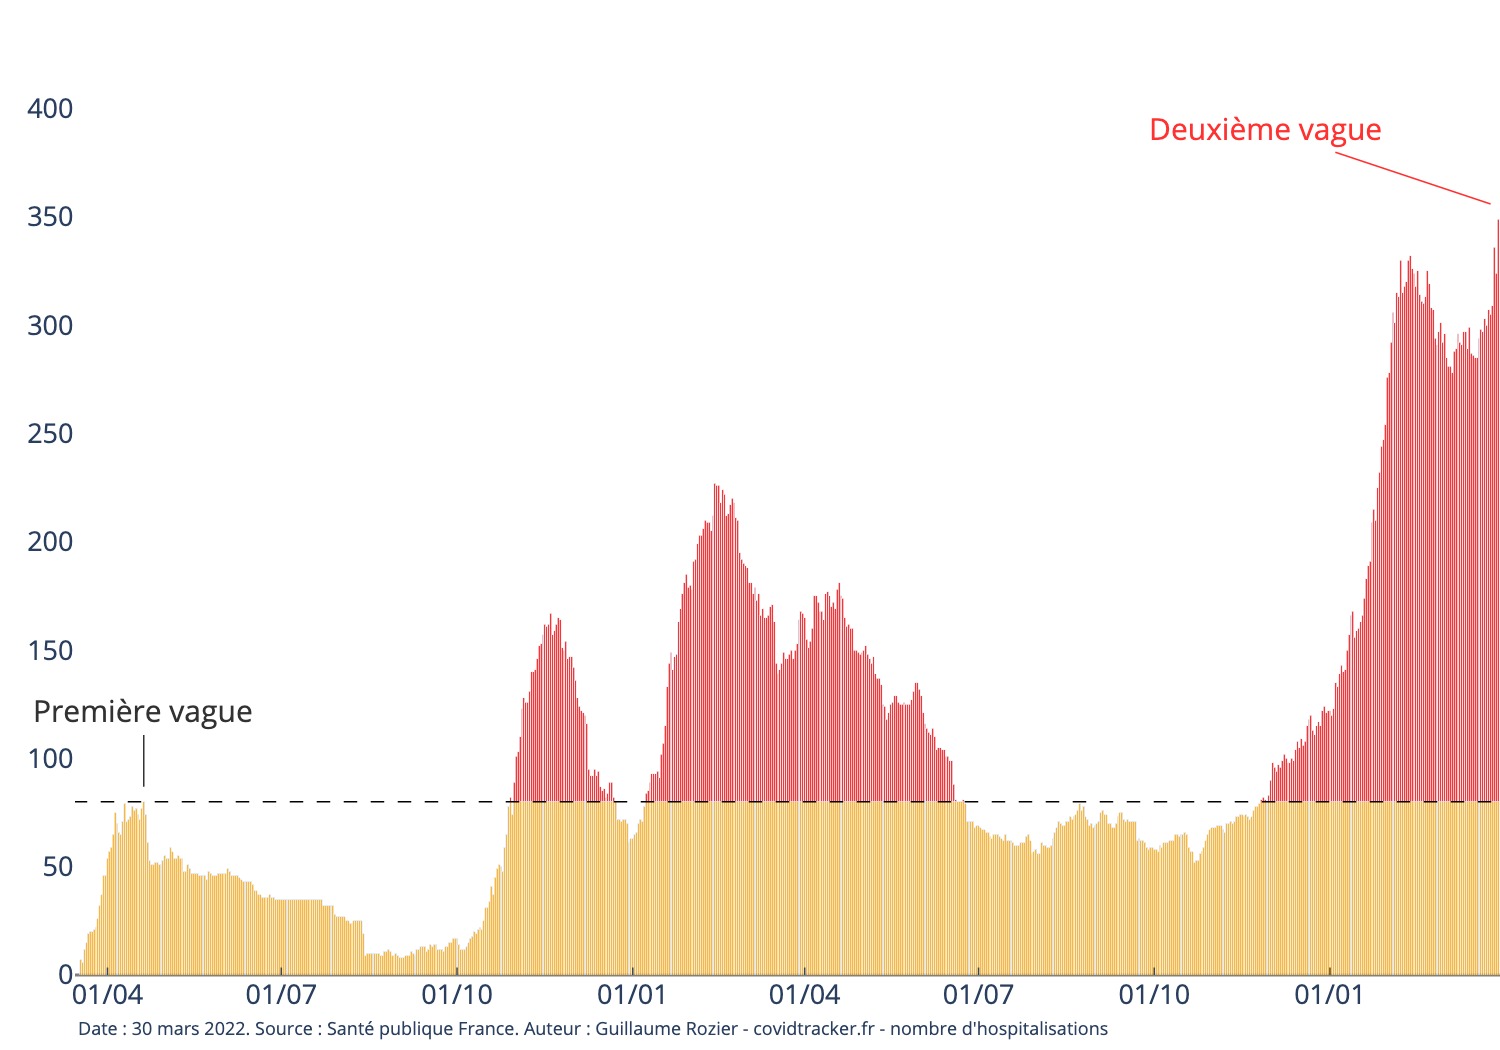 400
Deuxième vague
350
300
250
200
150
Première vague
100
50
0
01/04 01/07 01/10 01/01 01/04 01/07 01/10 01/01
Date : 30 mars 2022. Source : Santé publique France. Auteur : Guillaume Rozier - covidtracker.fr - nombre d'hospitalisations